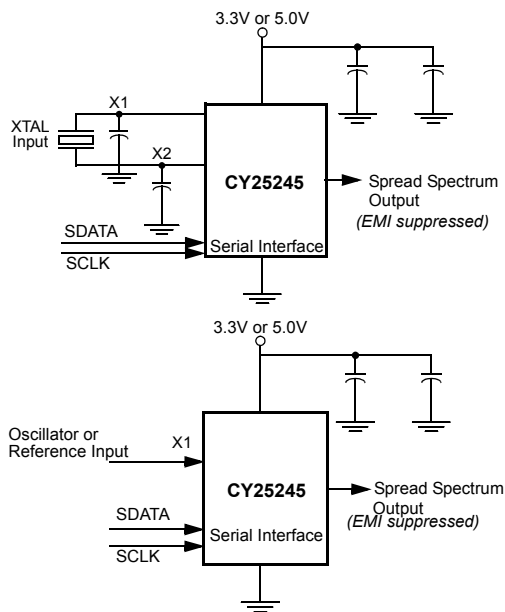 3.3V or 5.0V
X1
XTAL
Input
X2
CY25245
Spread Spectrum
Output
(EMI suppressed)
SDATA
Serial Interface
SCLK
3.3V or 5.0V
Oscillator or
Reference Input
X1
CY25245
Spread Spectrum
Output
(EMI suppressed)
SDATA
Serial Interface
SCLK